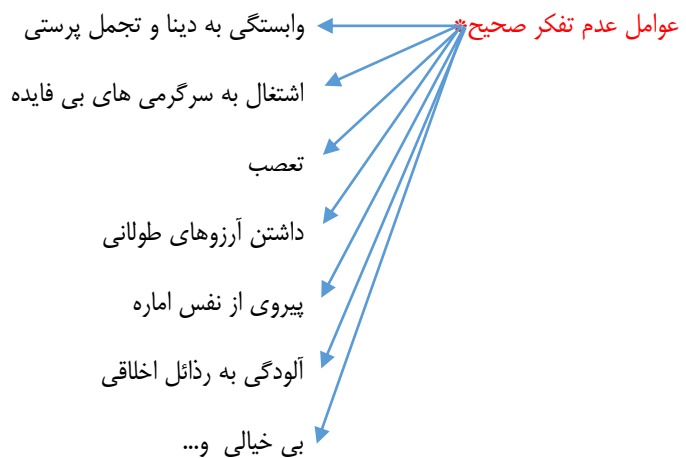 عوامل عدم تفکر صحیح*
وابستگی به دینا و تجمل پرستی
اشتغال به سرگرمی های بی فایده
تعصب
داشتن آرزوهای طولانی
پیروی از نفس اماره
آلودگی به رذائل اخلاقی
بی خیالی و...